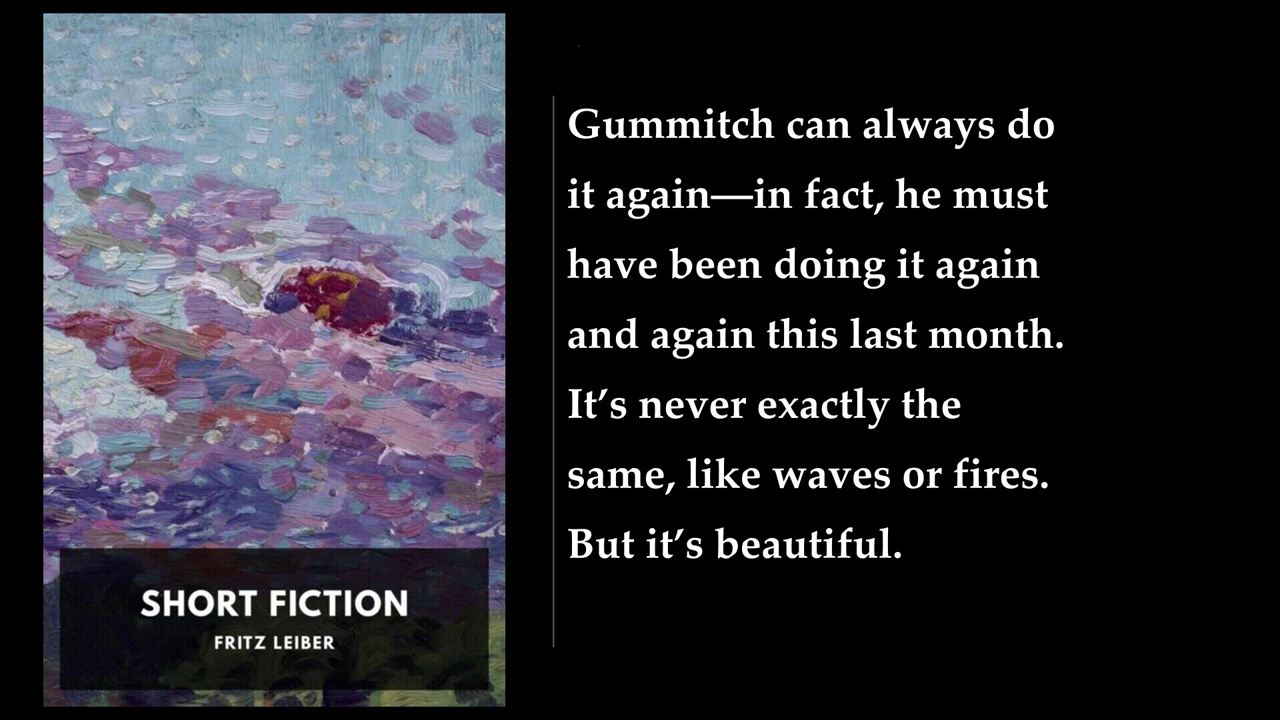 Gummitch can always do
it again—in fact, he must
have been doing it again
and again this last month.
It’s never exactly the
same, like waves or fires.
But it’s beautiful.
SHORT FICTION
FRITZ LEIBER